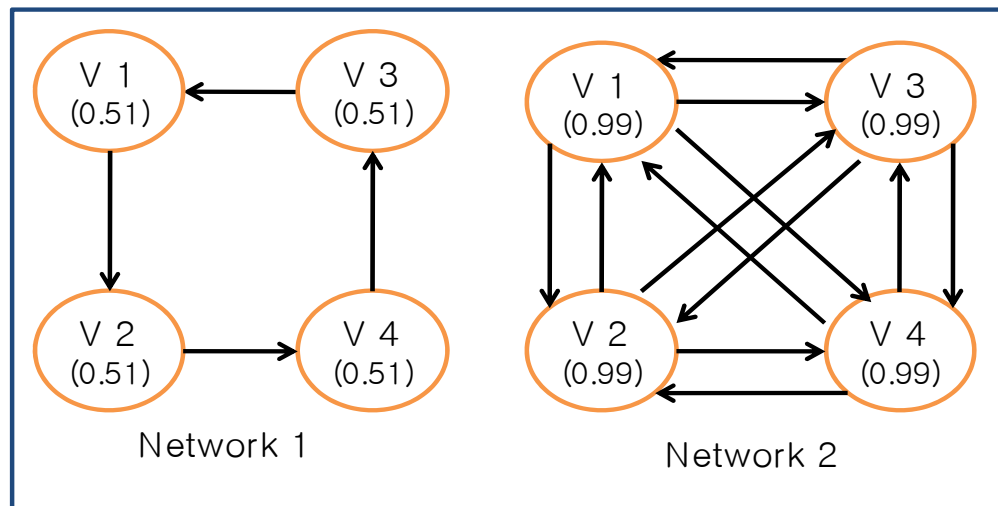 V 1
(0.51)
V 3
(0.51)
V 2
(0.51)
V 4
(0.51)
Network 1
V 1
(0.99)
V 3
(0.99)
V 2
(0.99)
V 4
(0.99)
Network 2